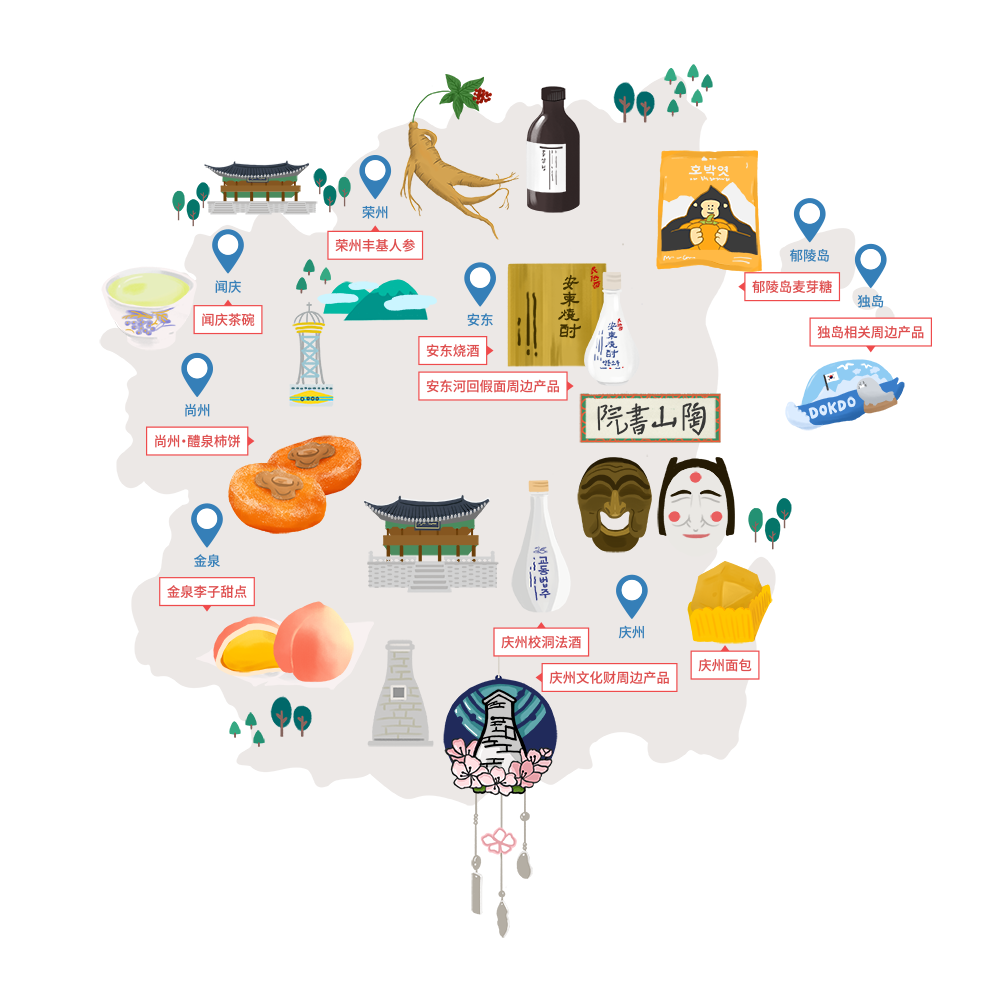 호박엿
荣州
荣州丰基人参
郁陵岛
郁陵岛麦芽糖
独岛
独岛相关周边产品
DOKDO
闻庆
闻庆茶碗
安东
安東燒酎
安東燒酎
안동소주
安东烧酒
安东河回假面周边产品
院書山陶
尚州
尚州·醴泉柿饼
金泉
金泉李子甜点
교동법주
庆州
庆州校洞法酒
庆州面包
庆州文化财周边产品